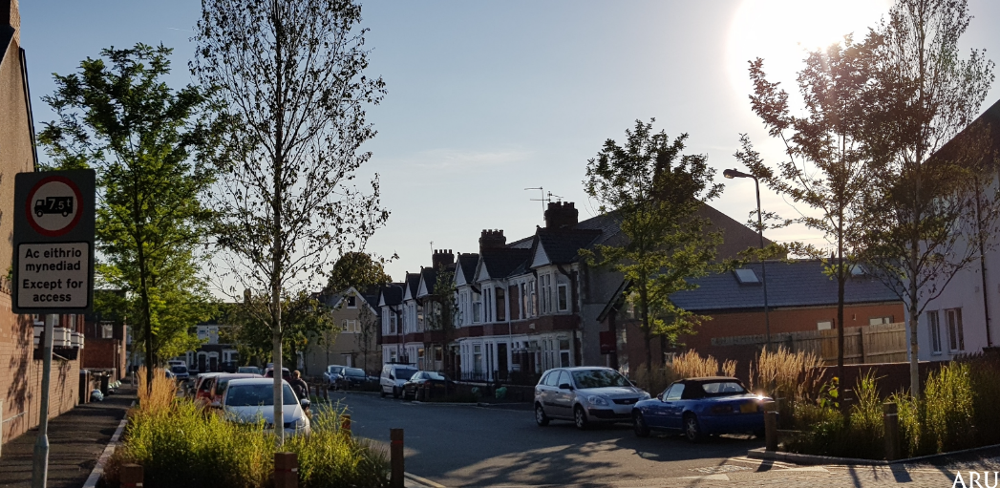 7.5t
Ac eithrio
mynediad
Except for
access
ARU